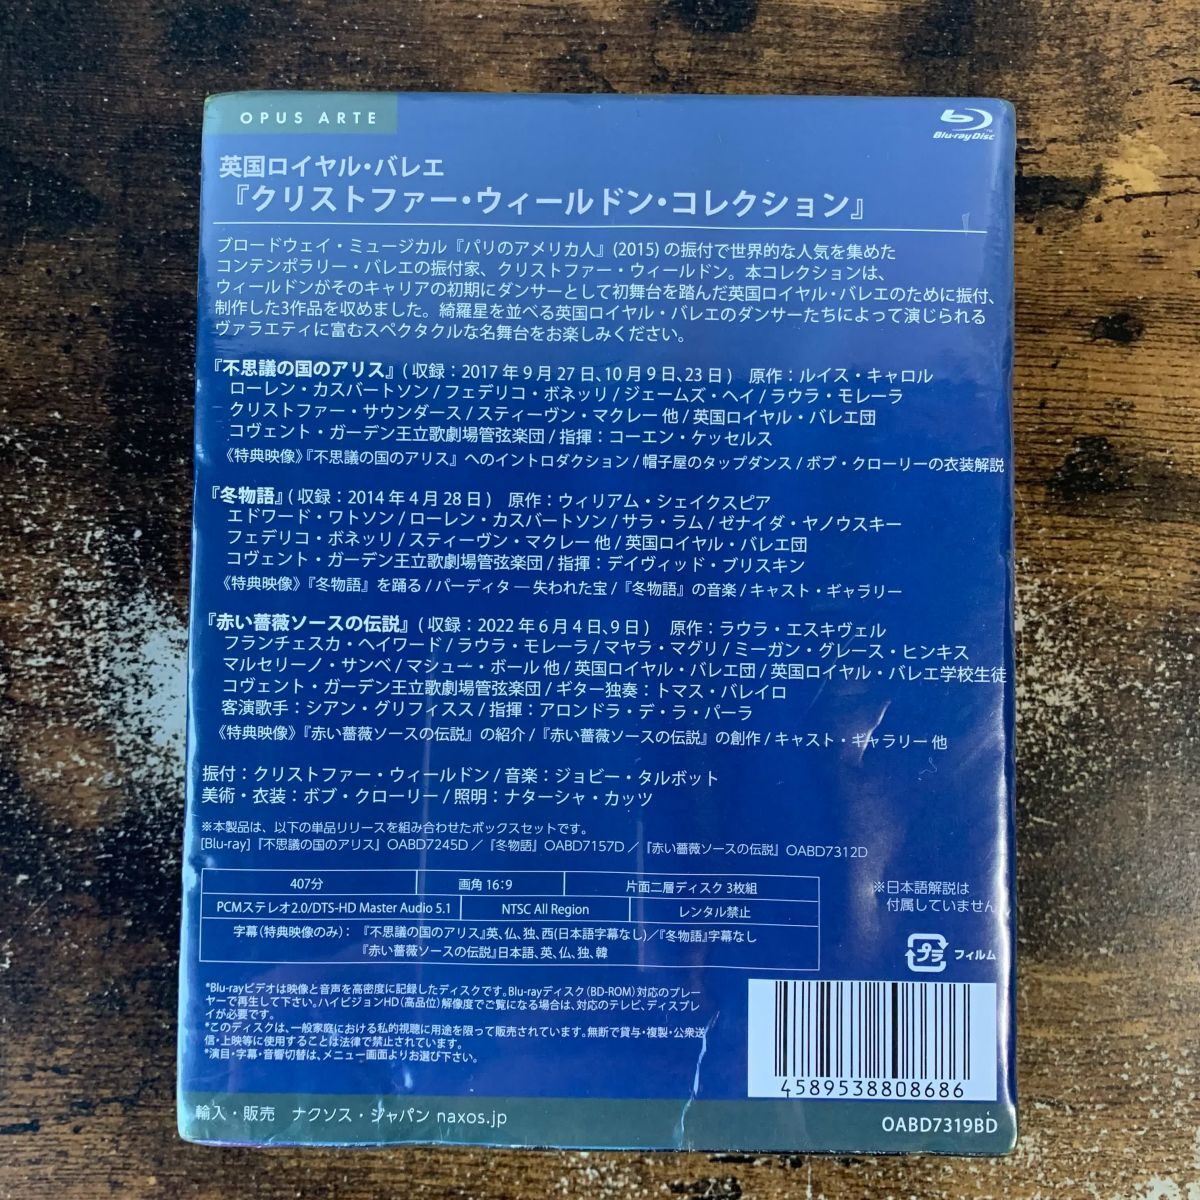 OPUS ARTE
Blu-ray Disc
英国ロイヤル・バレエ
『クリストファー・ウィールドン・コレクション』
ブロードウェイ・ミュージカル『パリのアメリカ人』(2015) の振付で世界的な人気を集めた
コンテンポラリー・バレエの振付家、クリストファー・ウィールドン。本コレクションは、
ウィールドンがそのキャリアの初期にダンサーとして初舞台を踏んだ英国ロイヤル・バレエのために振付、
制作した3作品を収めました。綺羅星を並べる英国ロイヤル・バレエのダンサーたちによって演じられる
ヴァラエティに富むスペクタクルな名舞台をお楽しみください。
『不思議の国のアリス』( 収録：2017 年 9 月 27 日、10 月 9 日、23 日 ) 原作：ルイス・キャロル
ローレン・カスバートソン / フェデリコ・ボネッリ / ジェームズ・ヘイ / ラウラ・モレーラ
クリストファー・サウンダース / スティーヴン・マクレー 他 / 英国ロイヤル・バレエ団
コヴェント・ガーデン王立歌劇場管弦楽団 / 指揮：コーエン・ケッセルス
《特典映像》『不思議の国のアリス』へのイントロダクション / 帽子屋のタップダンス / ボブ・クローリーの衣装解説
『冬物語』( 収録：2014 年 4 月 28 日 ) 原作：ウィリアム・シェイクスピア
エドワード・ワトソン / ローレン・カスバートソン / サラ・ラム / ゼナイダ・ヤノウスキー
フェデリコ・ボネッリ / スティーヴン・マクレー 他 / 英国ロイヤル・バレエ団
コヴェント・ガーデン王立歌劇場管弦楽団 / 指揮：デイヴィッド・ブリスキン
《特典映像》『冬物語』を踊る / パーディター失われた宝 / 『冬物語』の音楽 / キャスト・ギャラリー
『赤い薔薇ソースの伝説』( 収録：2022 年 6 月 4 日、9 日 ) 原作：ラウラ・エスキヴェル
フランチェスカ・ヘイワード / ラウラ・モレーラ / マヤラ・マグリ / ミーガン・グレース・ヒンキス
マルセリーノ・サンベ / マシュー・ボール 他 / 英国ロイヤル・バレエ団 / 英国ロイヤル・バレエ学校生徒
コヴェント・ガーデン王立歌劇場管弦楽団 / ギター独奏：トマス・バレイロ
客演歌手：シアン・グリフィスス / 指揮：アロンドラ・デ・ラ・パーラ
《特典映像》『赤い薔薇ソースの伝説』の紹介 / 『赤い薔薇ソースの伝説』の創作 / キャスト・ギャラリー 他
振付：クリストファー・ウィールドン / 音楽：ジョビー・タルボット
美術・衣装：ボブ・クローリー / 照明：ナターシャ・カッツ
※本製品は、以下の単品リリースを組み合わせたボックスセットです。
[Blu-ray]『不思議の国のアリス』OABD7245D ／『冬物語』OABD7157D ／『赤い薔薇ソースの伝説』OABD7312D
407分 画角 16：9 片面二層ディスク 3枚組
PCMステレオ2.0/DTS-HD Master Audio 5.1 NTSC All Region レンタル禁止
字幕（特典映像のみ）：『不思議の国のアリス』英、仏、独、西(日本語字幕なし)／『冬物語』字幕なし
『赤い薔薇ソースの伝説』日本語、英、仏、独、韓
※日本語解説は
付属していません
プラ フィルム
*Blu-rayビデオは映像と音声を高密度に記録したディスクです。Blu-rayディスク（BD-ROM）対応のプレー
ヤーで再生して下さい。ハイビジョンHD（高品位）解像度でご覧になる場合は、対応のテレビ、ディスプレ
イが必要です。
*このディスクは、一般家庭における私的視聴に用途を限って販売されています。無断で貸与・複製・公衆送
信・上映等に使用することは法律で禁止されています。
*演目・字幕・音響切替は、メニュー画面よりお選び下さい。
4589538808686
輸入・販売 ナクソス・ジャパン naxos.jp
OABD7319BD